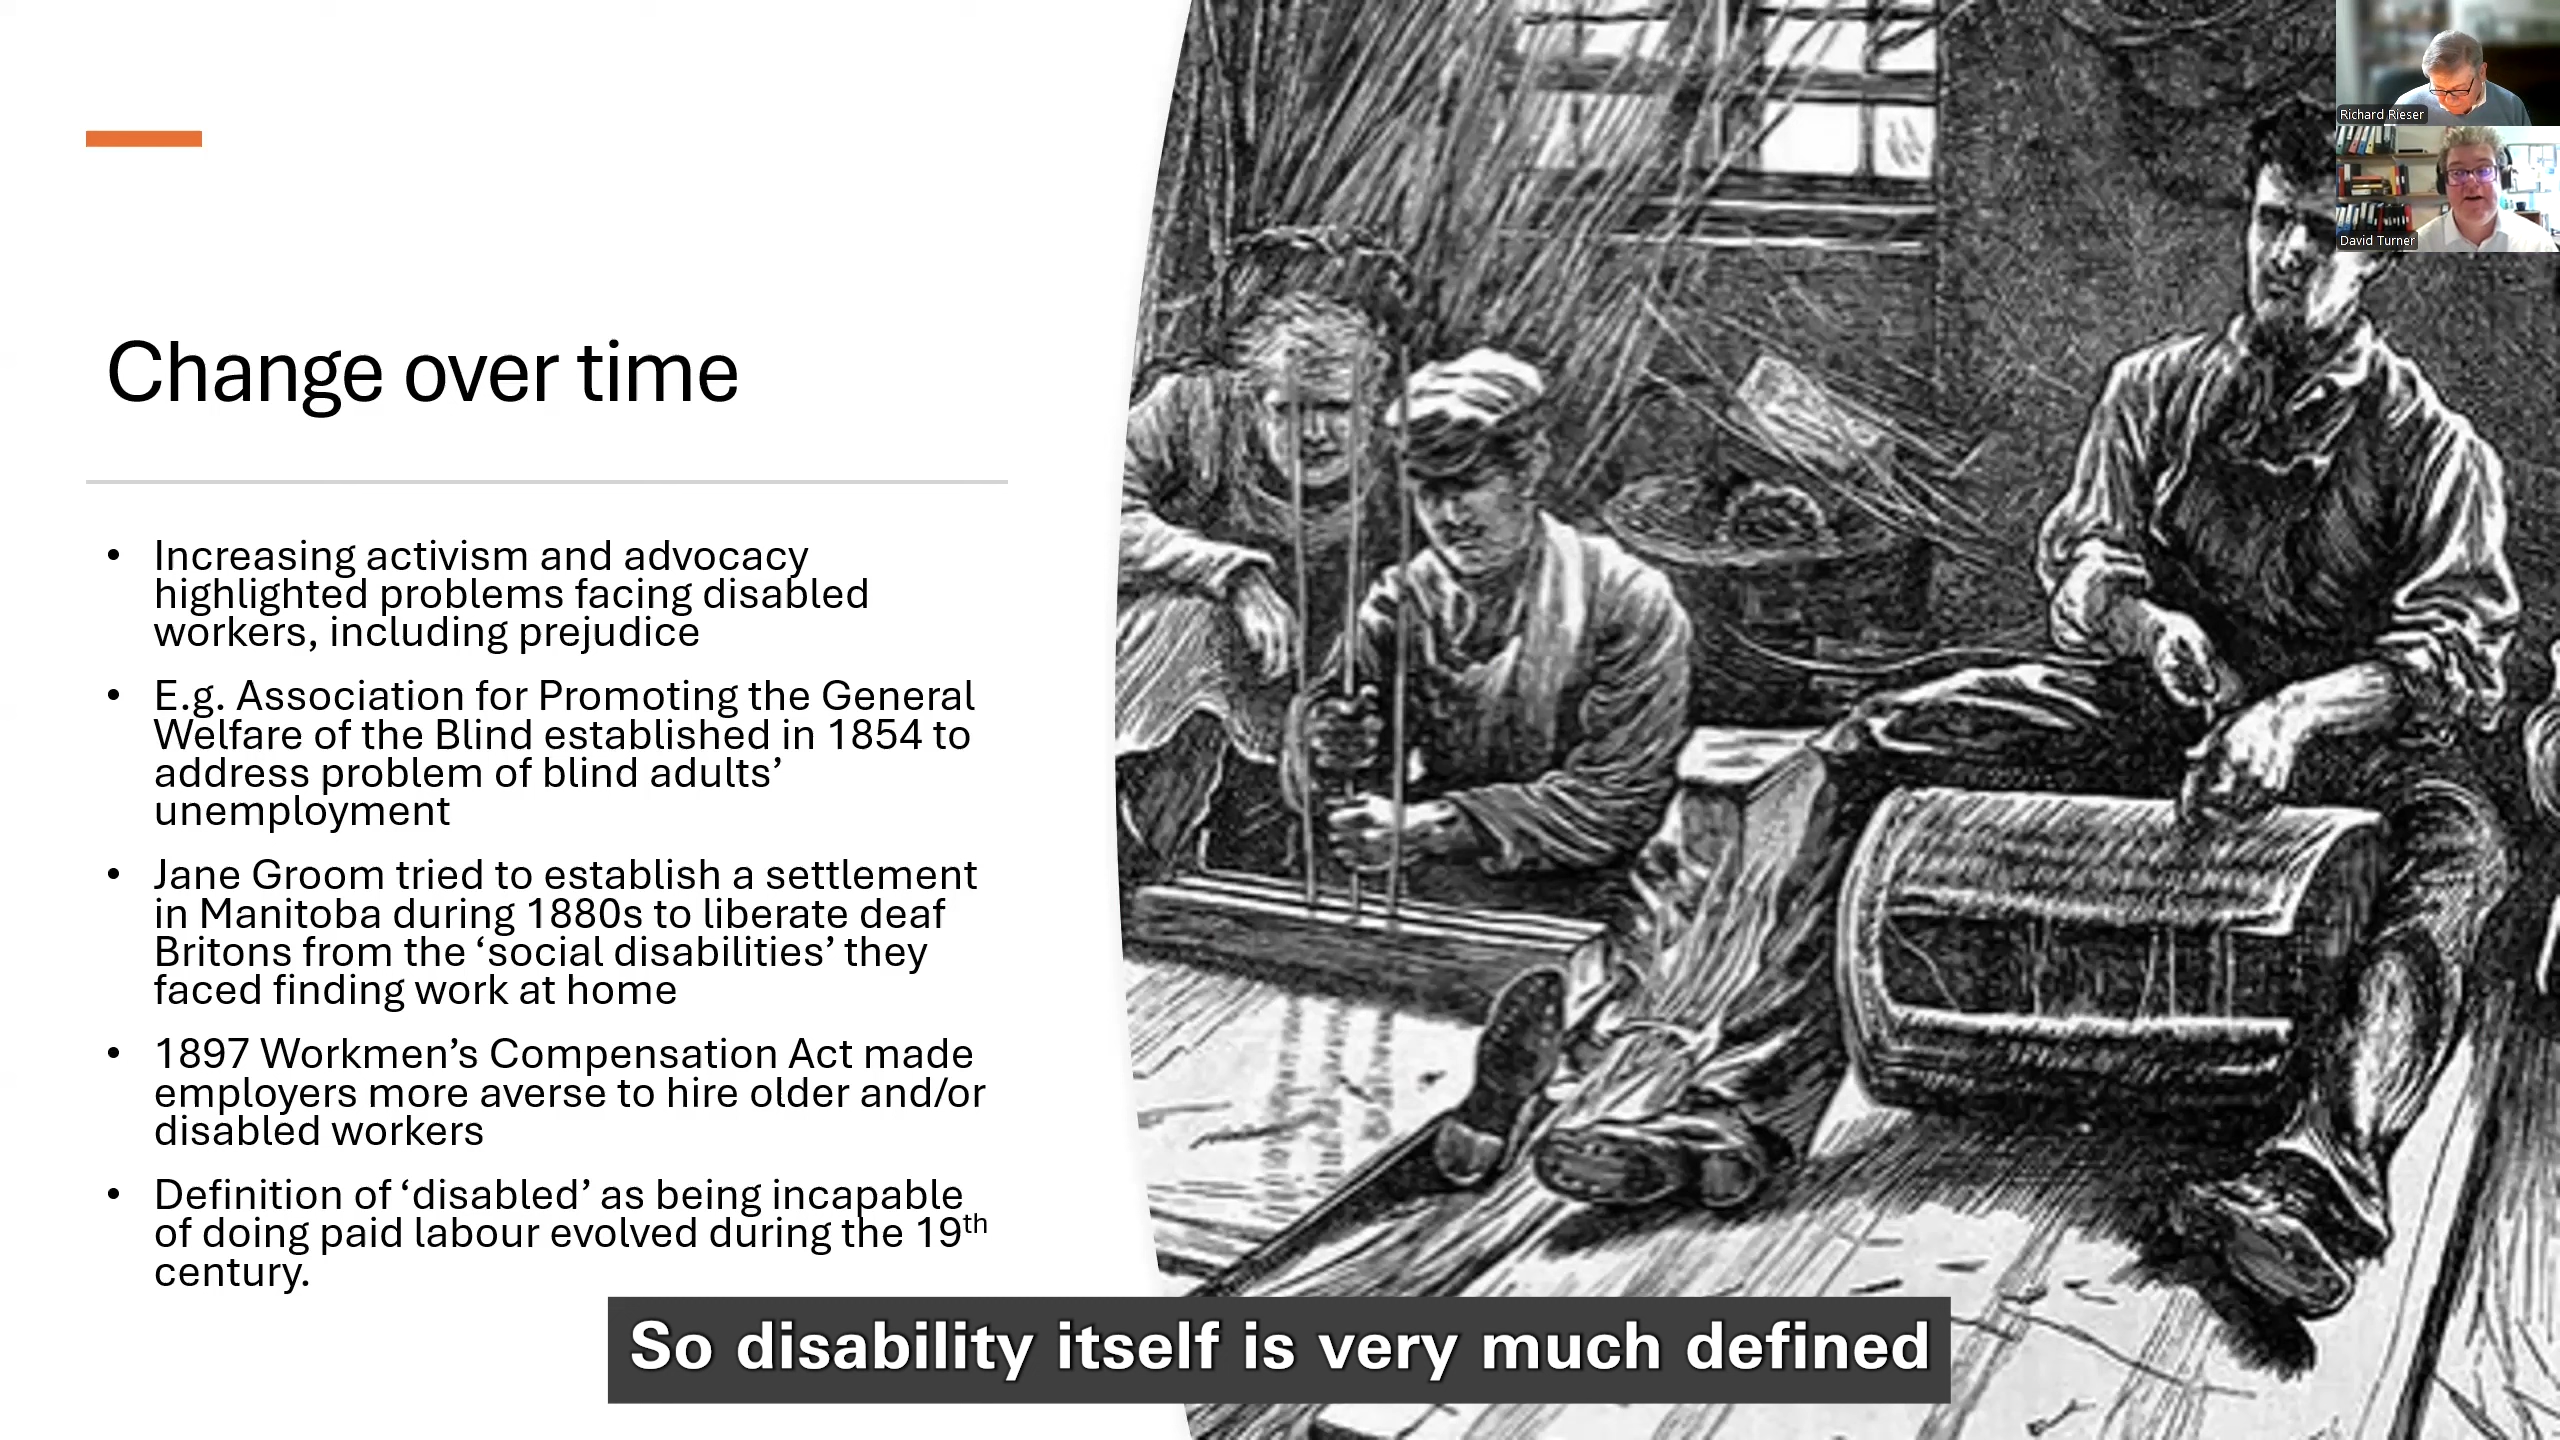 Richard Rieser
David Turner
Change over time
• Increasing activism and advocacy
highlighted problems facing disabled
workers, including prejudice
• E.g. Association for Promoting the General
Welfare of the Blind established in 1854 to
address problem of blind adults’
unemployment
• Jane Groom tried to establish a settlement
in Manitoba during 1880s to liberate deaf
Britons from the ‘social disabilities’ they
faced finding work at home
• 1897 Workmen’s Compensation Act made
employers more averse to hire older and/or
disabled workers
• Definition of ‘disabled’ as being incapable
of doing paid labour evolved during the 19th
century.
So disability itself is very much defined